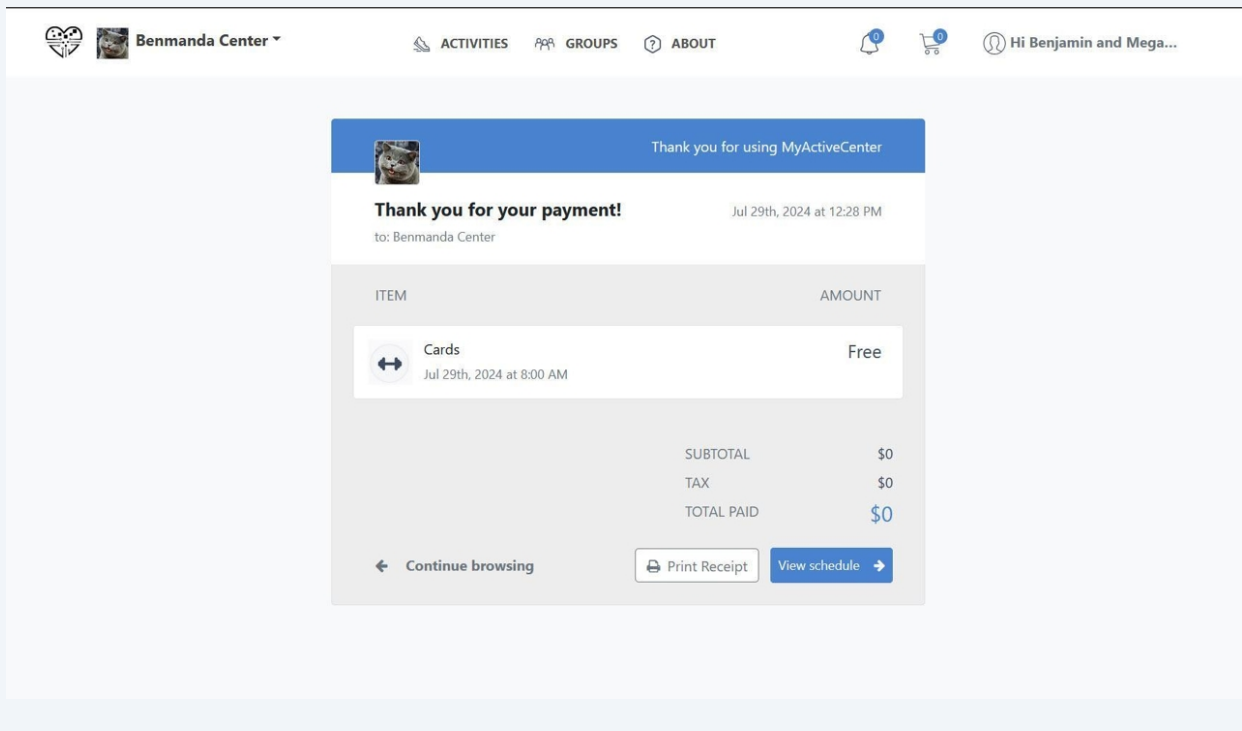 Benmanda Center
ACTIVITIES
GROUPS
ABOUT
0
0
Hi Benjamin and Mega...
Thank you for using MyActiveCenter
Thank you for your payment!
Jul 29th, 2024 at 12:28 PM
to: Benmanda Center
ITEM
AMOUNT
Cards
Free
Jul 29th, 2024 at 8:00 AM
SUBTOTAL
$0
TAX
$0
TOTAL PAID
$0
Continue browsing
Print Receipt
View schedule